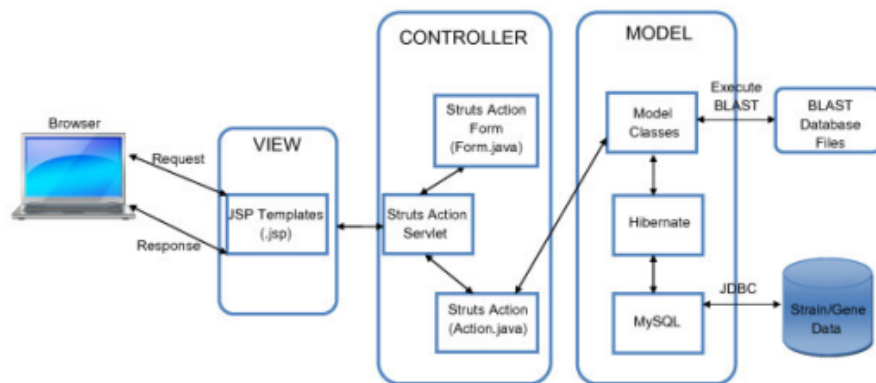 Browser
Request
Response
VIEW
JSP Templates
(.jsp)
CONTROLLER
Struts Action
Form
(Form.java)
Struts Action
Servlet
Struts Action
(Action.java)
MODEL
Model
Classes
Hibernate
MySQL
Execute
BLAST
BLAST
Database
Files
JDBC
Strain/Gene
Data